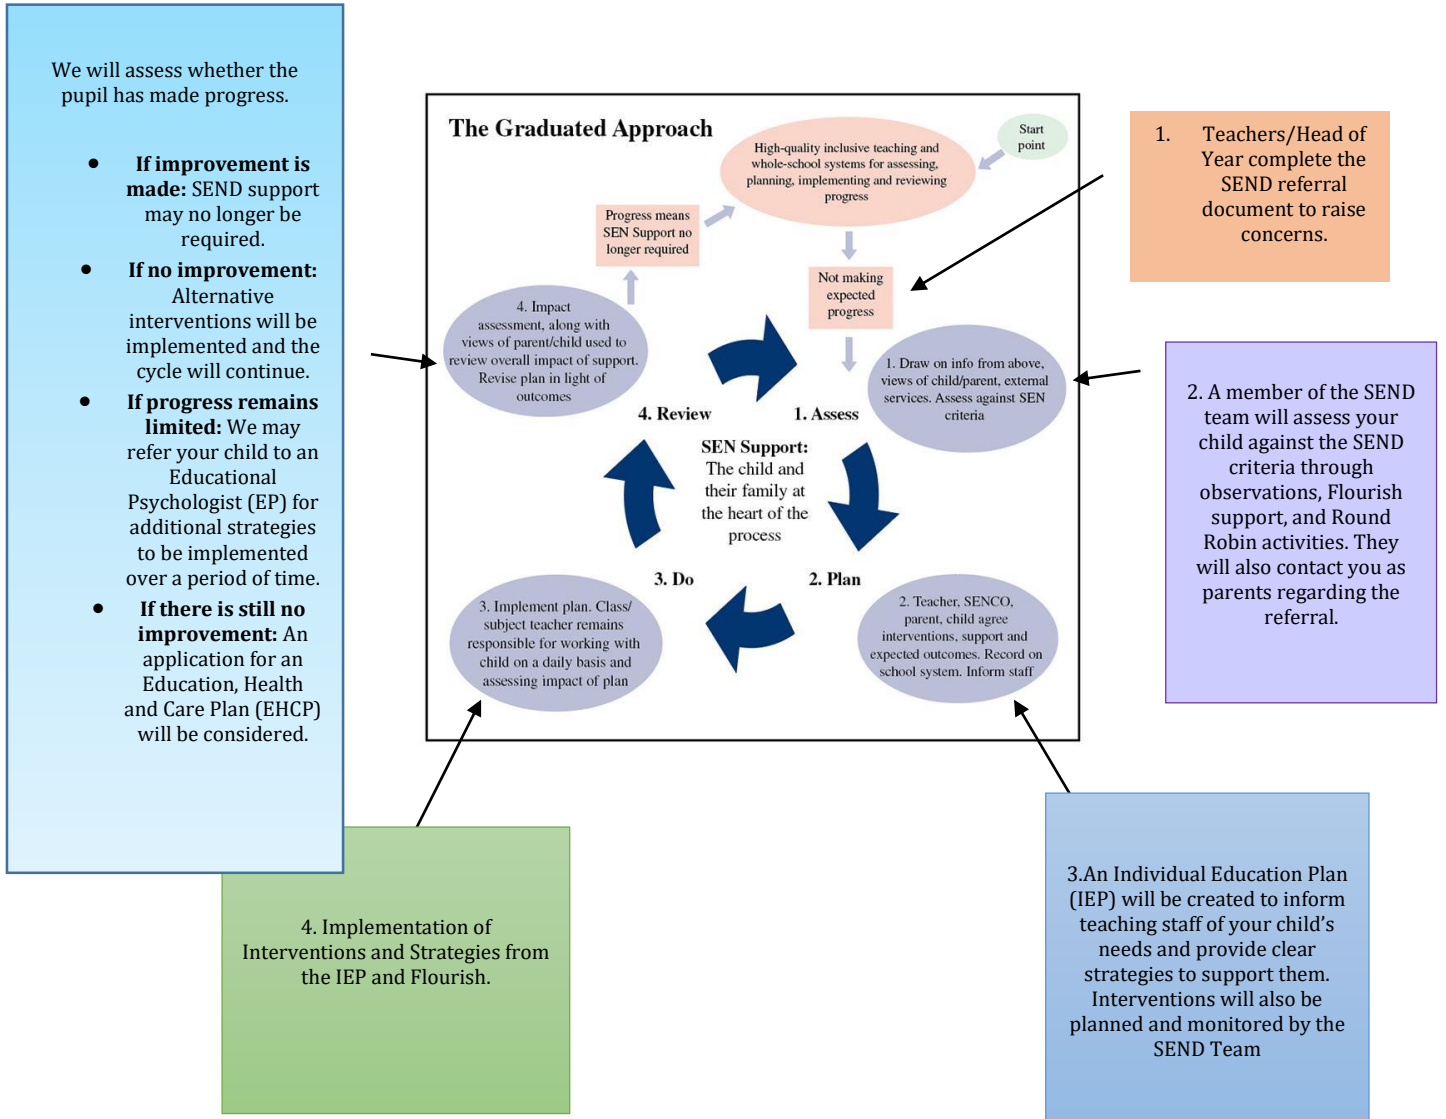 We will assess whether the
pupil has made progress.
• If improvement is
made: SEND support
may no longer be
required.
• If no improvement:
Alternative
interventions will be
implemented and the
cycle will continue.
• If progress remains
limited: We may
refer your child to an
Educational
Psychologist (EP) for
additional strategies
to be implemented
over a period of time.
• If there is still no
improvement: An
application for an
Education, Health
and Care Plan (EHCP)
will be considered.
The Graduated Approach
Start
point
High-quality inclusive teaching and
whole-school systems for assessing,
planning, implementing and reviewing
progress
Progress means
SEN Support no
longer required
Not making
expected
progress
4. Impact
assessment, along with
views of parent/child used to
review overall impact of support.
Revise plan in light of
outcomes
1. Draw on info from above,
views of child/parent, external
services. Assess against SEN
criteria
4. Review
1. Assess
SEN Support:
The child and
their family at
the heart of the
process
3. Do
2. Plan
3. Implement plan. Class/
subject teacher remains
responsible for working with
child on a daily basis and
assessing impact of plan
2. Teacher, SENCO,
parent, child agree
interventions, support and
expected outcomes. Record on
school system. Inform staff
1. Teachers/Head of
Year complete the
SEND referral
document to raise
concerns.
2. A member of the SEND
team will assess your
child against the SEND
criteria through
observations, Flourish
support, and Round
Robin activities. They
will also contact you as
parents regarding the
referral.
3.An Individual Education Plan
(IEP) will be created to inform
teaching staff of your child’s
needs and provide clear
strategies to support them.
Interventions will also be
planned and monitored by the
SEND Team
4. Implementation of
Interventions and Strategies from
the IEP and Flourish.